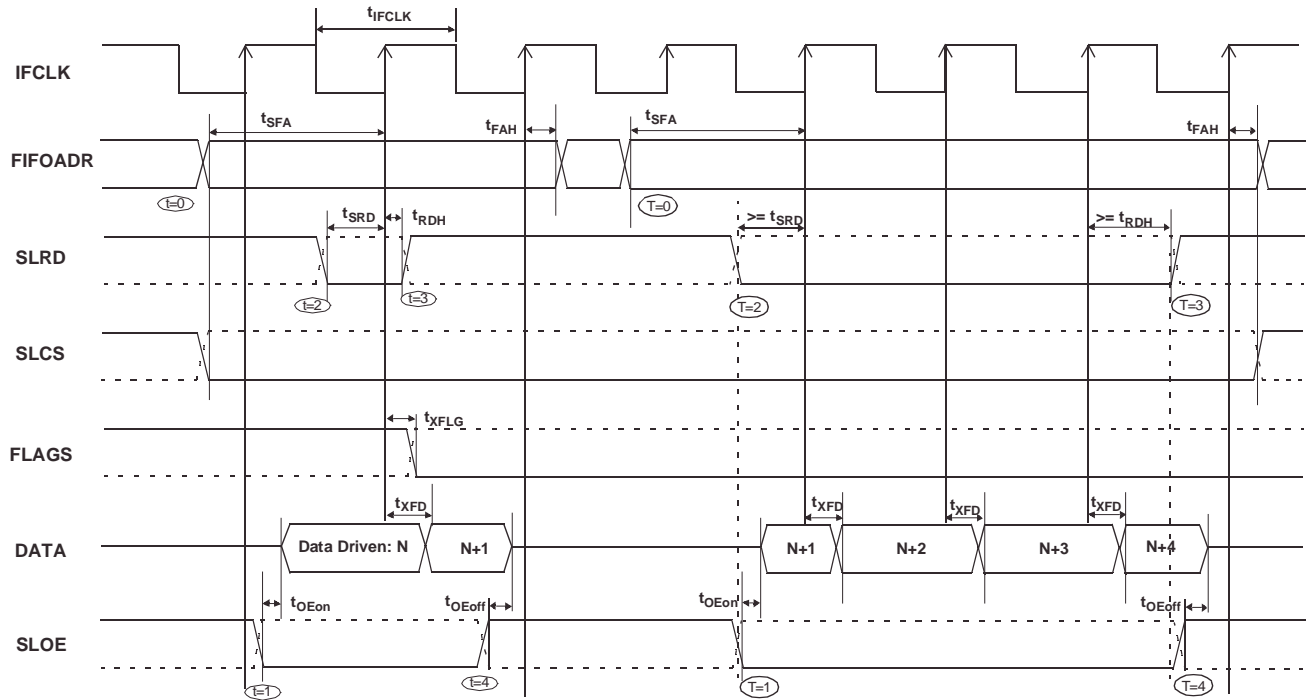 tIFCLK
IFCLK
tSFA
tFAH
tSFA
tFAH
FIFOADR
t=0
T=0
tSRD
tRDH
>= tSRD
>= tRDH
SLRD
t=2
t=3
T=2
T=3
SLCS
tXFLG
FLAGS
tXFD
tXFD
tXFD
tXFD
DATA
Data Driven: N
N+1
N+1
N+2
N+3
N+4
tOEon
tOEoff
tOEon
tOEoff
SLOE
t=1
t=4
T=1
T=4